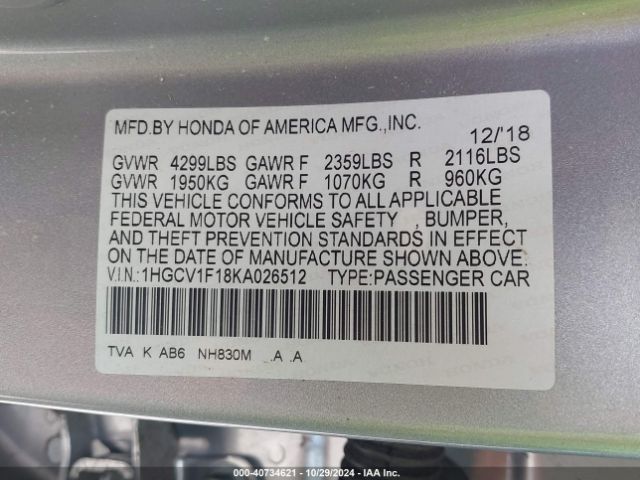 MFD.BY HONDA OF AMERICA MFG.,INC.
12/'18
GVWR 4299LBS GAWR F 2359LBS R 2116LBS
GVWR 1950KG GAWR F 1070KG R 960KG
THIS VEHICLE CONFORMS TO ALL APPLICABLE
FEDERAL MOTOR VEHICLE SAFETY , BUMPER,
AND THEFT PREVENTION STANDARDS IN EFFECT
ON THE DATE OF MANUFACTURE SHOWN ABOVE.
V.I.N.:1HGCV1F18KA026512 TYPE:PASSENGER CAR
TVA K AB6 NH830M _.A .A
000-40734621 - 10/29/2024 - IAA Inc.